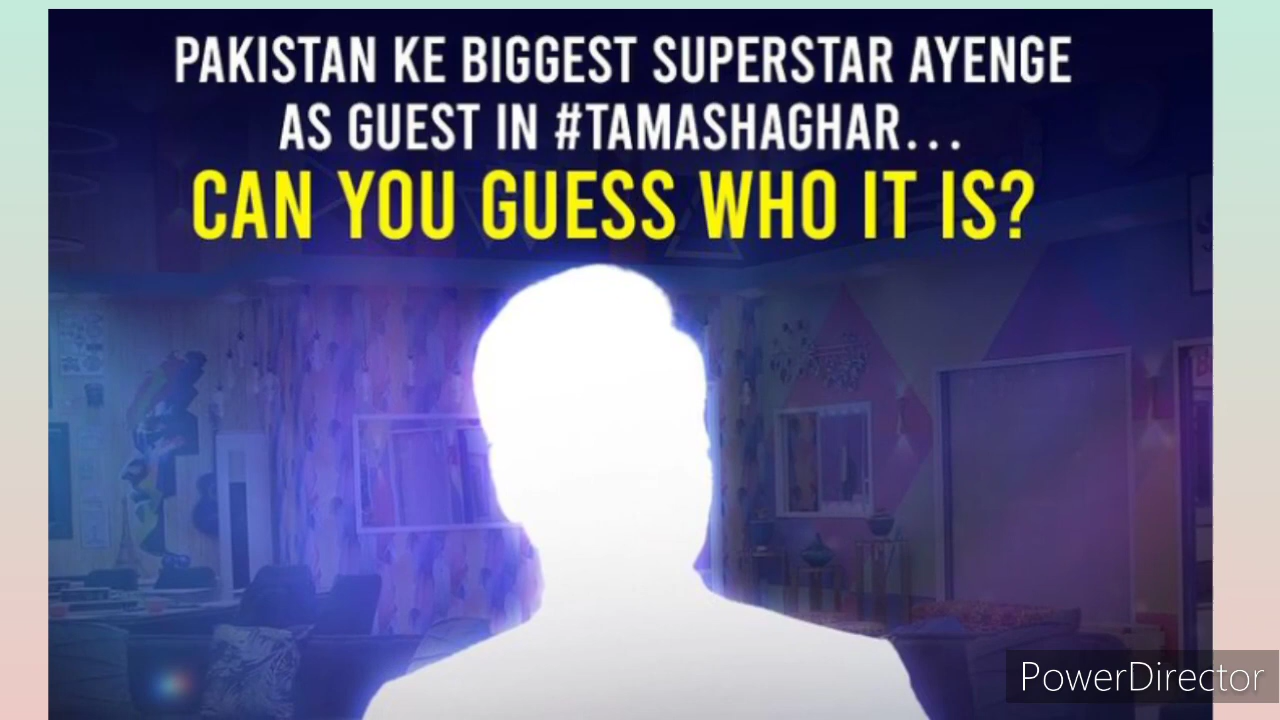 PAKISTAN KE BIGGEST SUPERSTAR AYENGE
AS GUEST IN #TAMASHAGHAR...
CAN YOU GUESS WHO IT IS?
PowerDirector